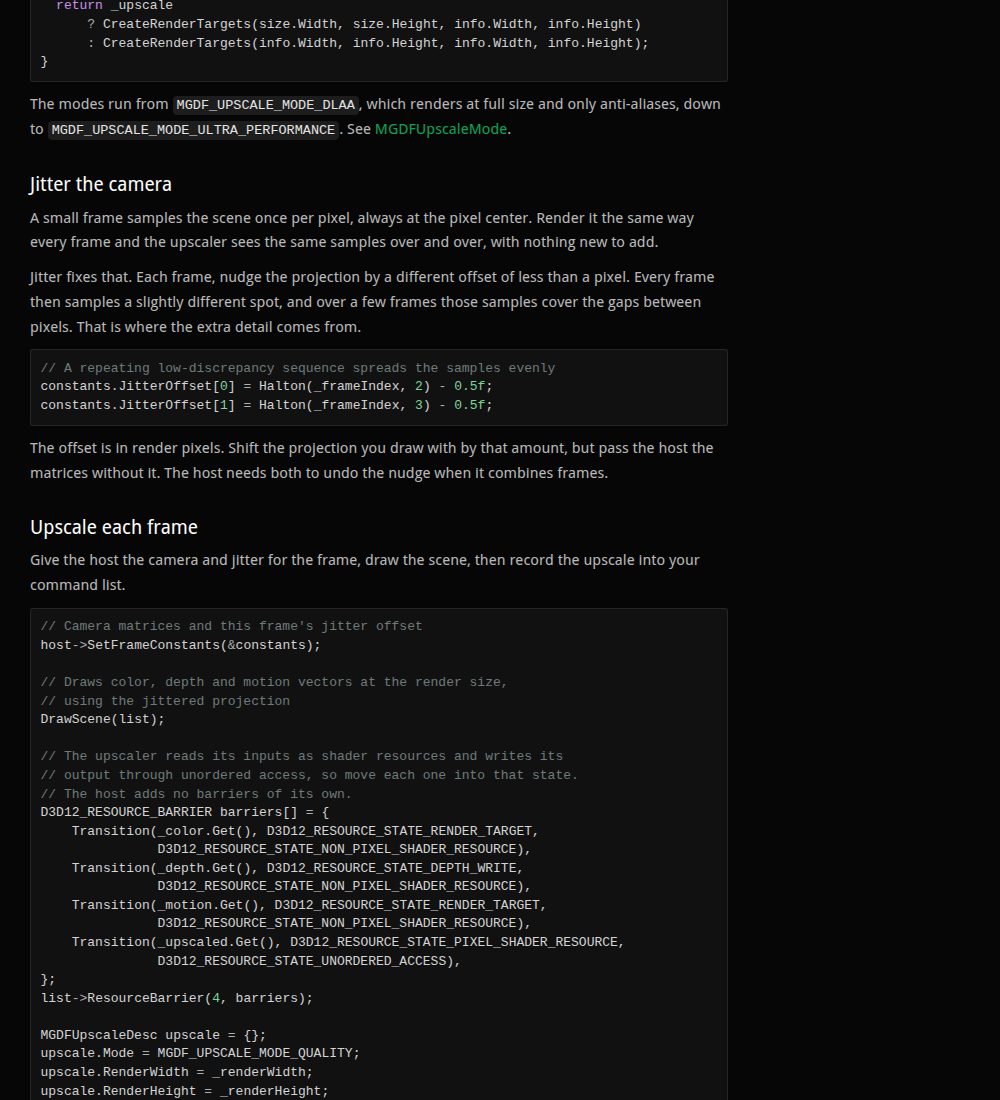 return _upscale
? CreateRenderTargets(size.Width, size.Height, info.Width, info.Height)
: CreateRenderTargets(info.Width, info.Height, info.Width, info.Height);
}
The modes run from MGDF_UPSCALE_MODE_DLAA, which renders at full size and only anti-aliases, down
to MGDF_UPSCALE_MODE_ULTRA_PERFORMANCE. See MGDFUpscaleMode.
Jitter the camera
A small frame samples the scene once per pixel, always at the pixel center. Render it the same way
every frame and the upscaler sees the same samples over and over, with nothing new to add.
Jitter fixes that. Each frame, nudge the projection by a different offset of less than a pixel. Every frame
then samples a slightly different spot, and over a few frames those samples cover the gaps between
pixels. That is where the extra detail comes from.
// A repeating low-discrepancy sequence spreads the samples evenly
constants.JitterOffset[0] = Halton(_frameIndex, 2) - 0.5f;
constants.JitterOffset[1] = Halton(_frameIndex, 3) - 0.5f;
The offset is in render pixels. Shift the projection you draw with by that amount, but pass the host the
matrices without it. The host needs both to undo the nudge when it combines frames.
Upscale each frame
Give the host the camera and jitter for the frame, draw the scene, then record the upscale into your
command list.
// Camera matrices and this frame's jitter offset
host->SetFrameConstants(&constants);
// Draws color, depth and motion vectors at the render size,
// using the jittered projection
DrawScene(list);
// The upscaler reads its inputs as shader resources and writes its
// output through unordered access, so move each one into that state.
// The host adds no barriers of its own.
D3D12_RESOURCE_BARRIER barriers[] = {
Transition(_color.Get(), D3D12_RESOURCE_STATE_RENDER_TARGET,
D3D12_RESOURCE_STATE_NON_PIXEL_SHADER_RESOURCE),
Transition(_depth.Get(), D3D12_RESOURCE_STATE_DEPTH_WRITE,
D3D12_RESOURCE_STATE_NON_PIXEL_SHADER_RESOURCE),
Transition(_motion.Get(), D3D12_RESOURCE_STATE_RENDER_TARGET,
D3D12_RESOURCE_STATE_NON_PIXEL_SHADER_RESOURCE),
Transition(_upscaled.Get(), D3D12_RESOURCE_STATE_PIXEL_SHADER_RESOURCE,
D3D12_RESOURCE_STATE_UNORDERED_ACCESS),
};
list->ResourceBarrier(4, barriers);
MGDFUpscaleDesc upscale = {};
upscale.Mode = MGDF_UPSCALE_MODE_QUALITY;
upscale.RenderWidth = _renderWidth;
upscale.RenderHeight = _renderHeight;